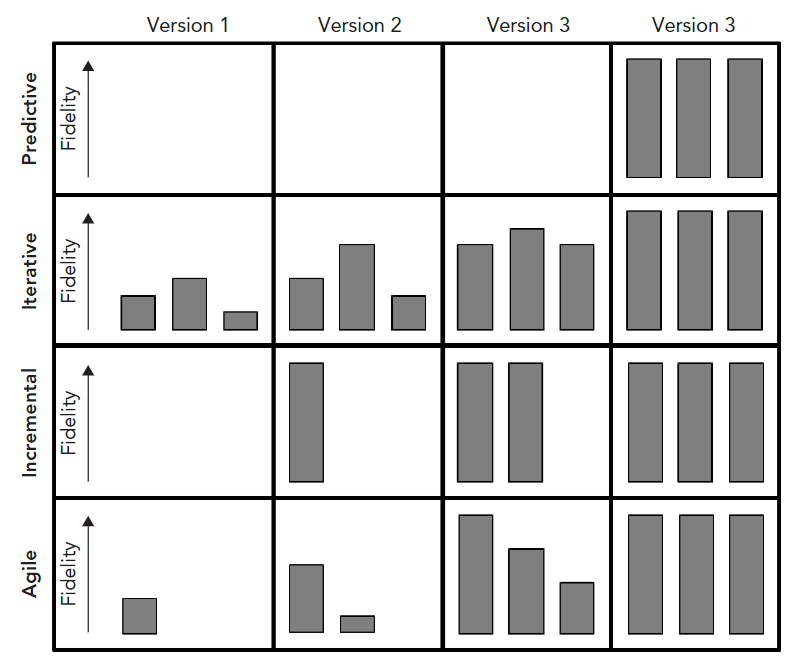 Version 1
Version 2
Version 3
Version 3
Predictive
Fidelity
Iterative
Fidelity
Incremental
Fidelity
Agile
Fidelity